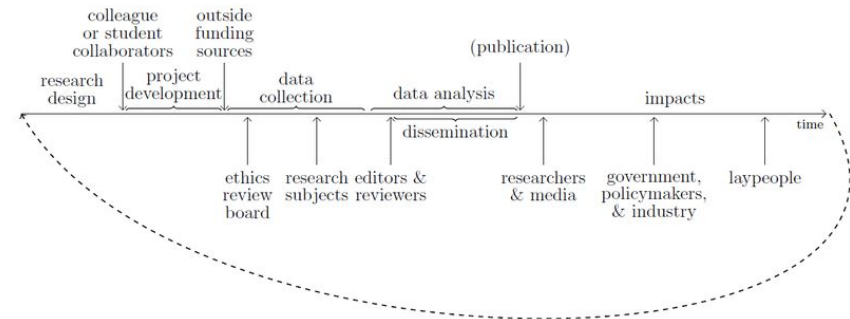 colleague
or student
collaborators
outside
funding
sources
(publication)
research
design
project
development
data
collection
data analysis
impacts
time
dissemination
ethics
review
board
research
subjects
editors &
reviewers
researchers
& media
government,
policymakers,
& industry
laypeople